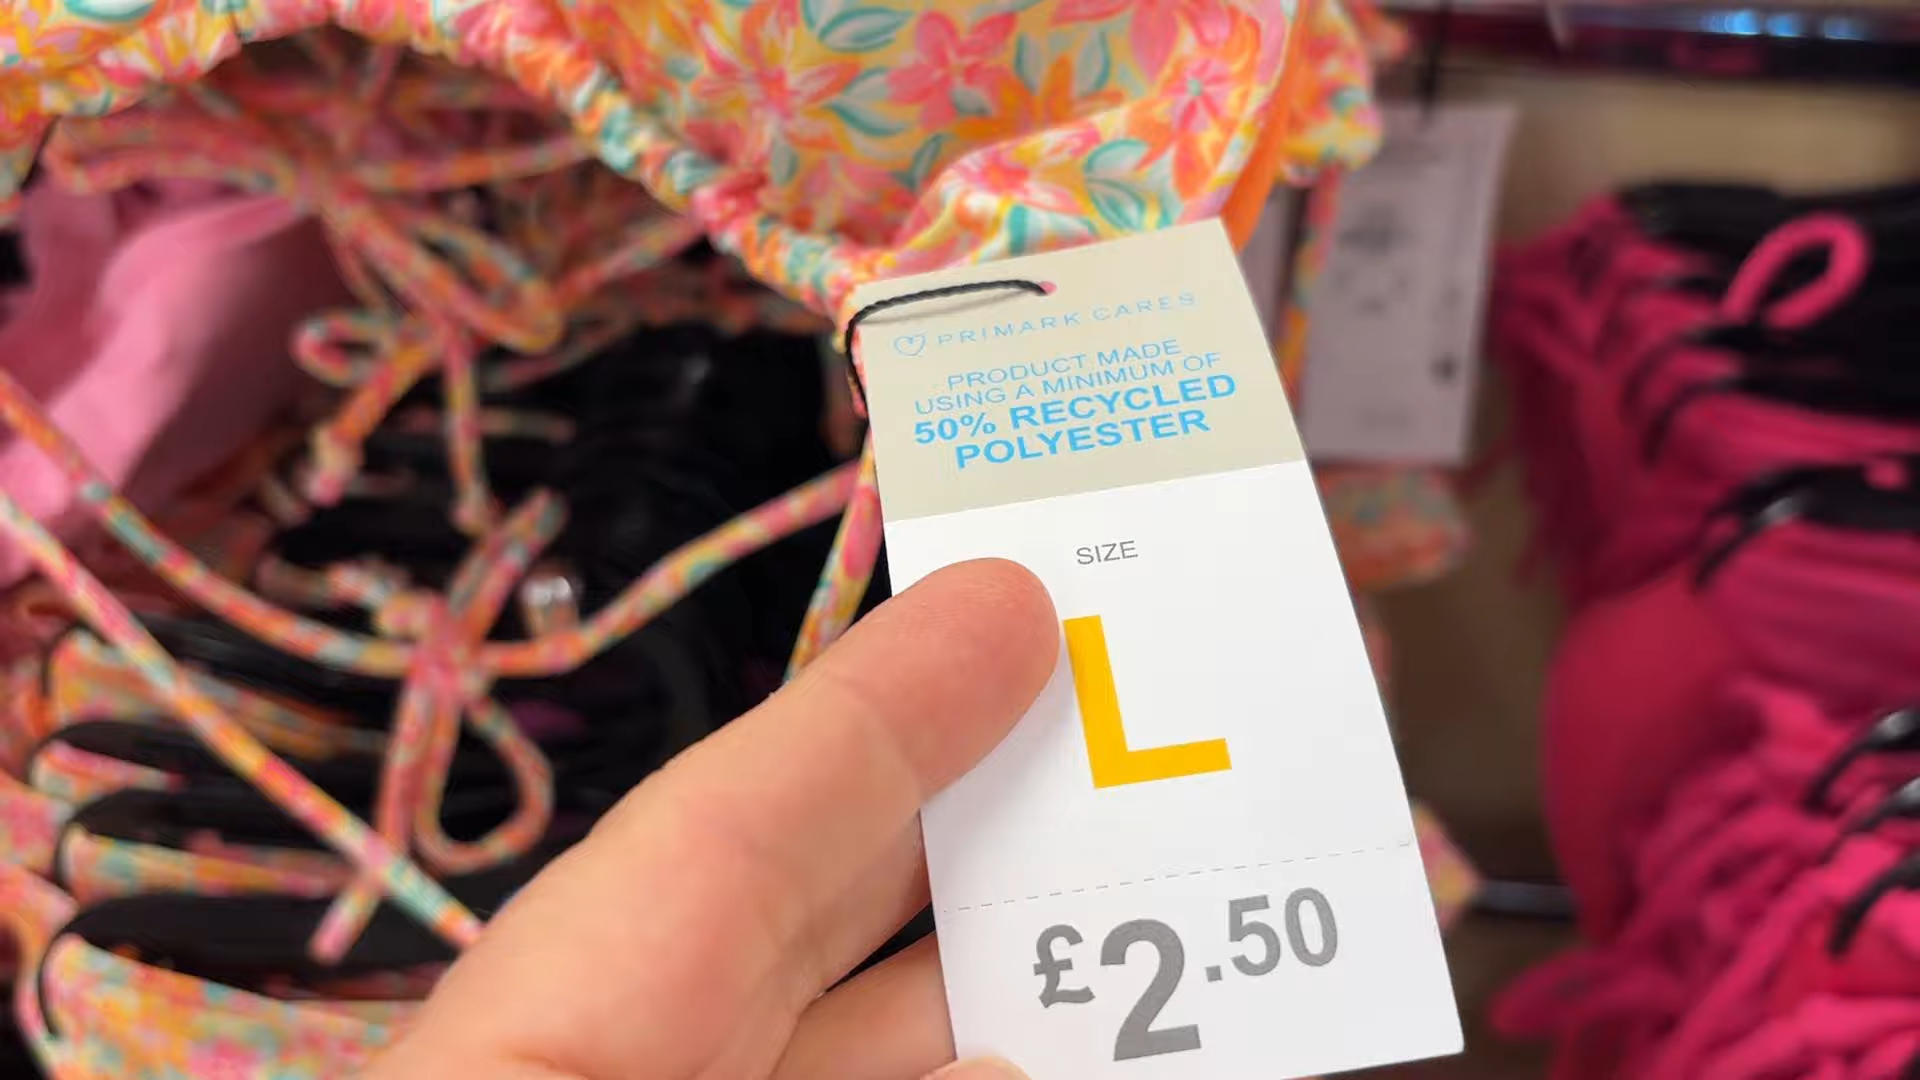 PRIMARK CARES
PRODUCT MADE
USING A MINIMUM OF
50% RECYCLED
POLYESTER
SIZE
L
£2.50